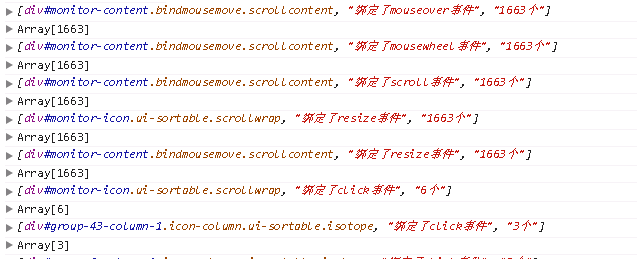 [div#monitor-content.bindmousemove.scrollcontent, "绑定了mouseover事件", "1663个"]
Array[1663]
[div#monitor-content.bindmousemove.scrollcontent, "绑定了mousewheel事件", "1663个"]
Array[1663]
[div#monitor-content.bindmousemove.scrollcontent, "绑定了scroll事件", "1663个"]
Array[1663]
[div#monitor-icon.ui-sortable.scrollwrap, "绑定了resize事件", "1663个"]
Array[1663]
[div#monitor-content.bindmousemove.scrollcontent, "绑定了resize事件", "1663个"]
Array[1663]
[div#monitor-icon.ui-sortable.scrollwrap, "绑定了click事件", "6个"]
Array[6]
[div#group-43-column-1.icon-column.ui-sortable.isotope, "绑定了click事件", "3个"]
Array[3]